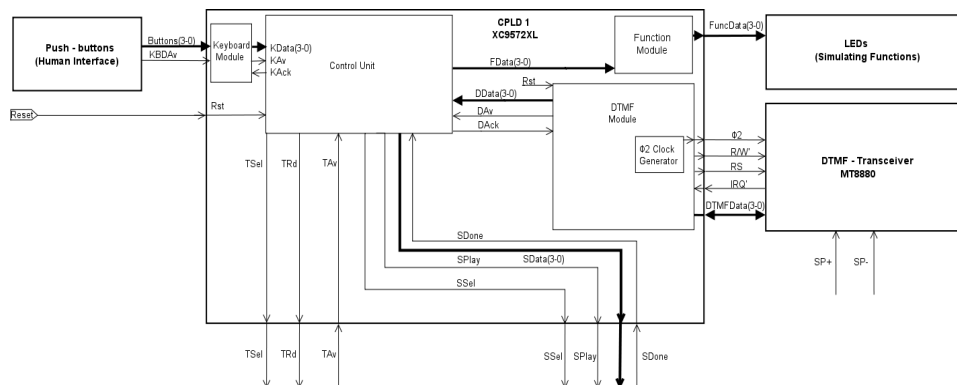 CPLD 1
XC9572XL
Push - buttons
(Human Interface)
Buttons(3-0)
KBDAv
Keyboard
Module
KData(3-0)
KAv
KAck
Control Unit
FData(3-0)
Function
Module
FuncData(3-0)
LEDs
(Simulating Functions)
Reset
Rst
Rst
DData(3-0)
DAv
DAck
DTMF
Module
Φ2 Clock
Generator
Φ2
R/W'
RS
IRQ'
DTMFData(3-0)
DTMF - Transceiver
MT8880
TSel
TRd
TAv
SDone
SPlay
SData(3-0)
SSel
SP+
SP-
TSel
TRd
TAv
SSel
SPlay
SDone